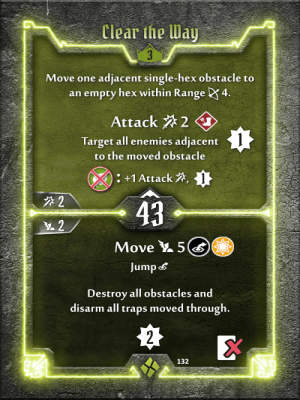 Clear the Way
3
Move one adjacent single-hex obstacle to
an empty hex within Range 4.
Attack 2
Target all enemies adjacent
to the moved obstacle
1
: +1 Attack , 1
2
43
2
Move 5
Jump
Destroy all obstacles and
disarm all traps moved through.
2
132